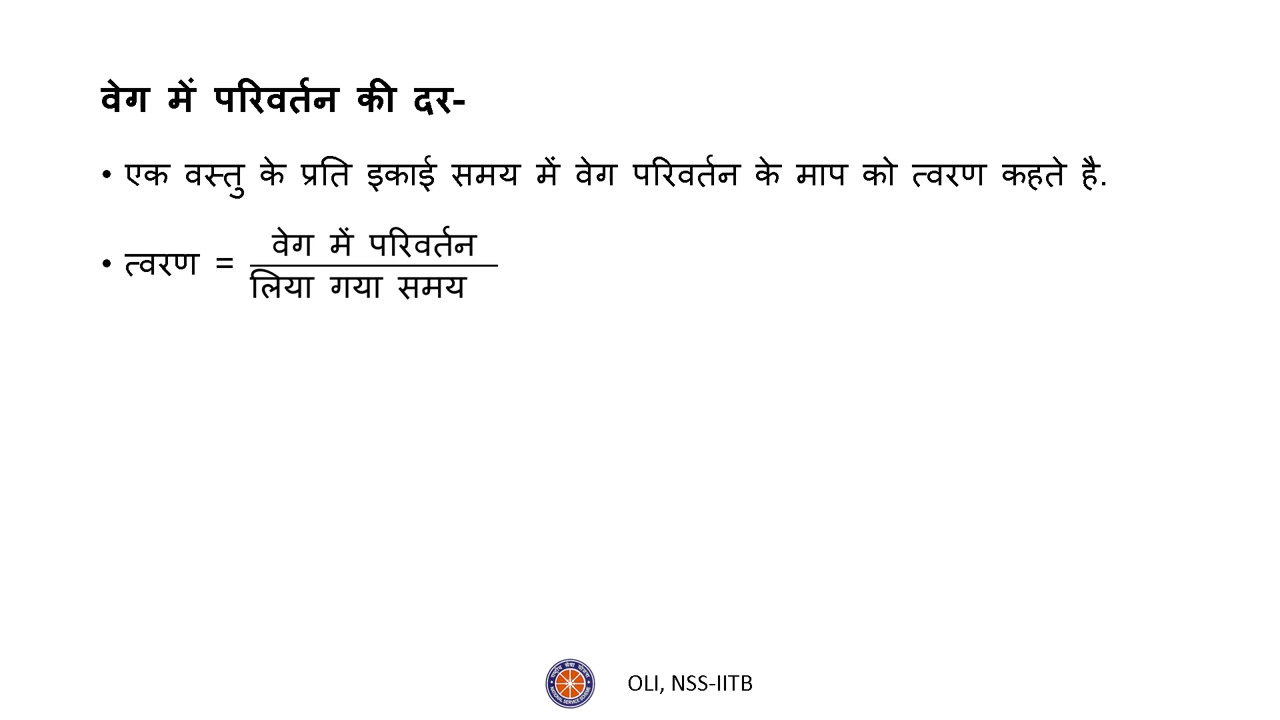 वेग में परिवर्तन की दर-
• एक वस्तु के प्रति इकाई समय में वेग परिवर्तन के माप को त्वरण कहते है.
• त्वरण = वेग में परिवर्तन
लिया गया समय
OLI, NSS-IITB